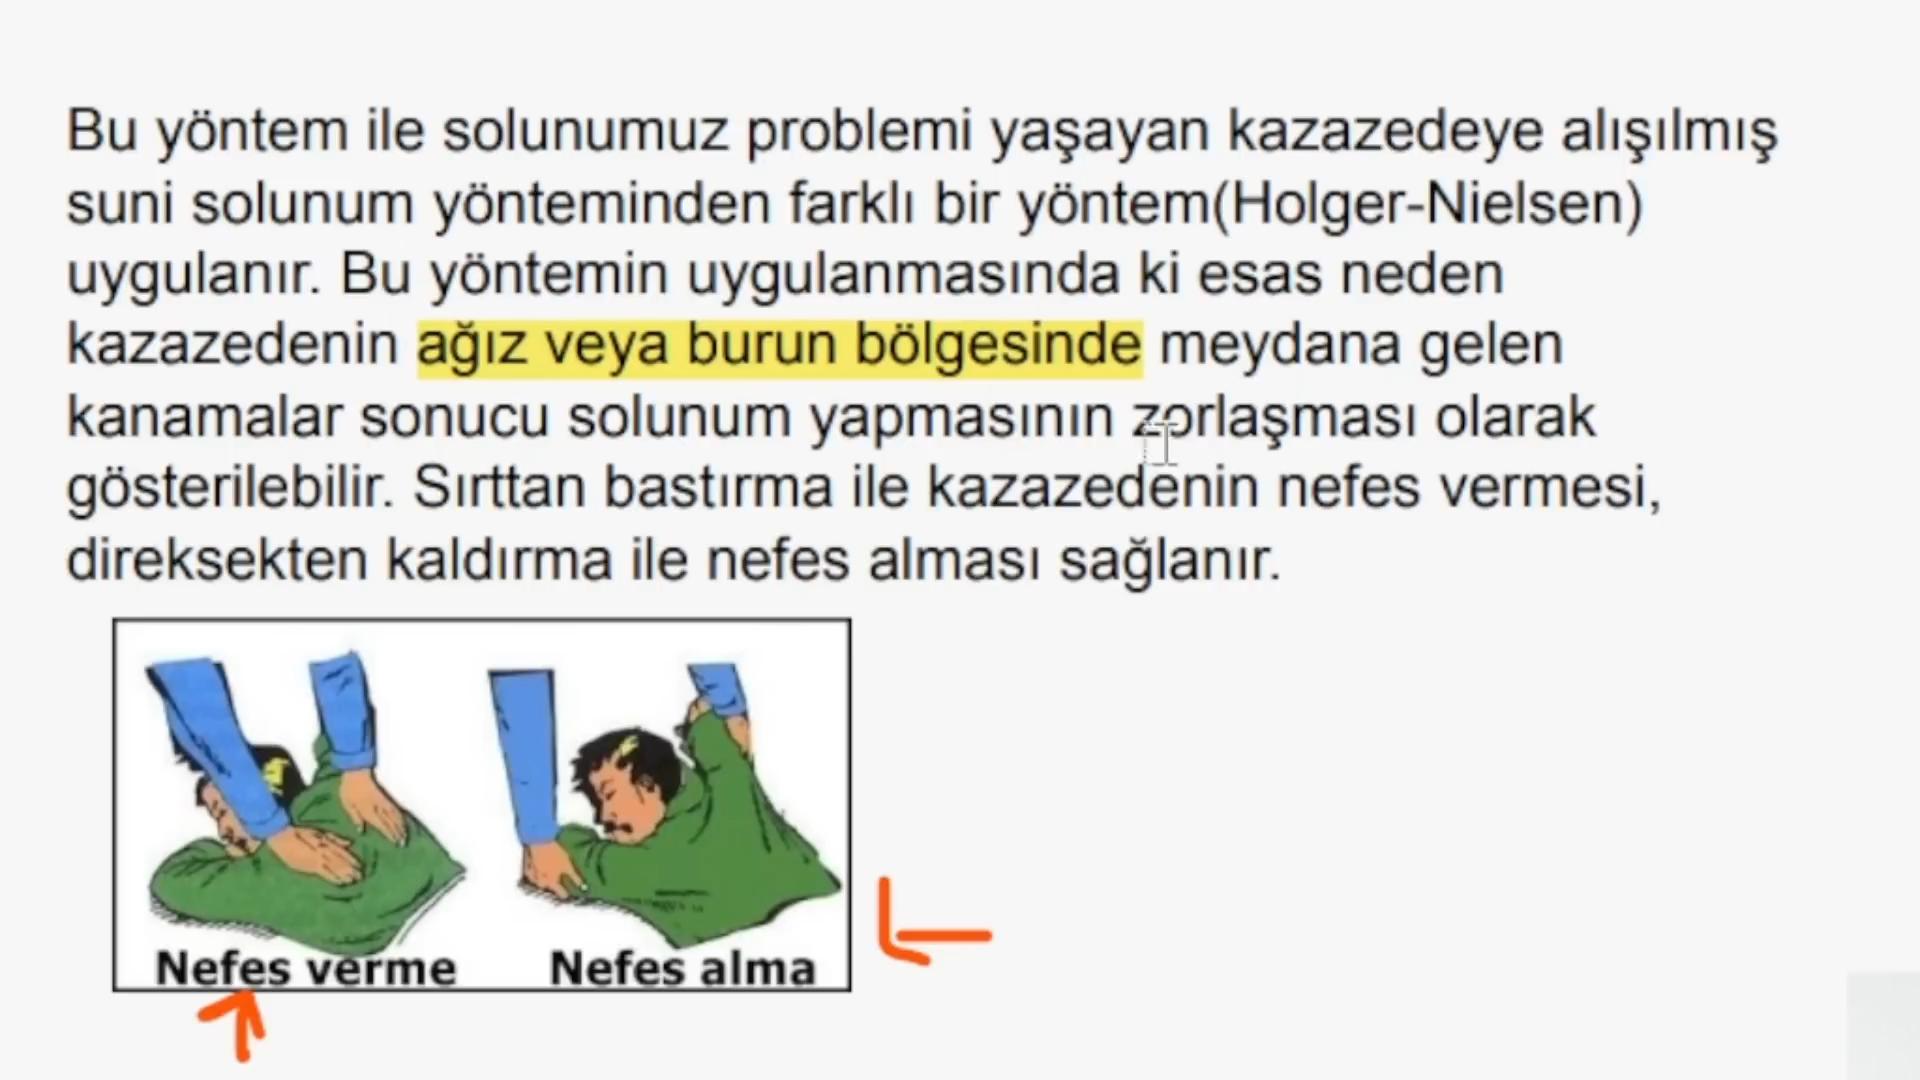 Bu yöntem ile solunumuz problemi yaşayan kazazedeye alışılmış
suni solunum yönteminden farklı bir yöntem(Holger-Nielsen)
uygulanır. Bu yöntemin uygulanmasında ki esas neden
kazazedenin ağız veya burun bölgesinde meydana gelen
kanamalar sonucu solunum yapmasının zorlaşması olarak
gösterilebilir. Sırttan bastırma ile kazazedenin nefes vermesi,
direksekten kaldırma ile nefes alması sağlanır.
Nefes verme
Nefes alma